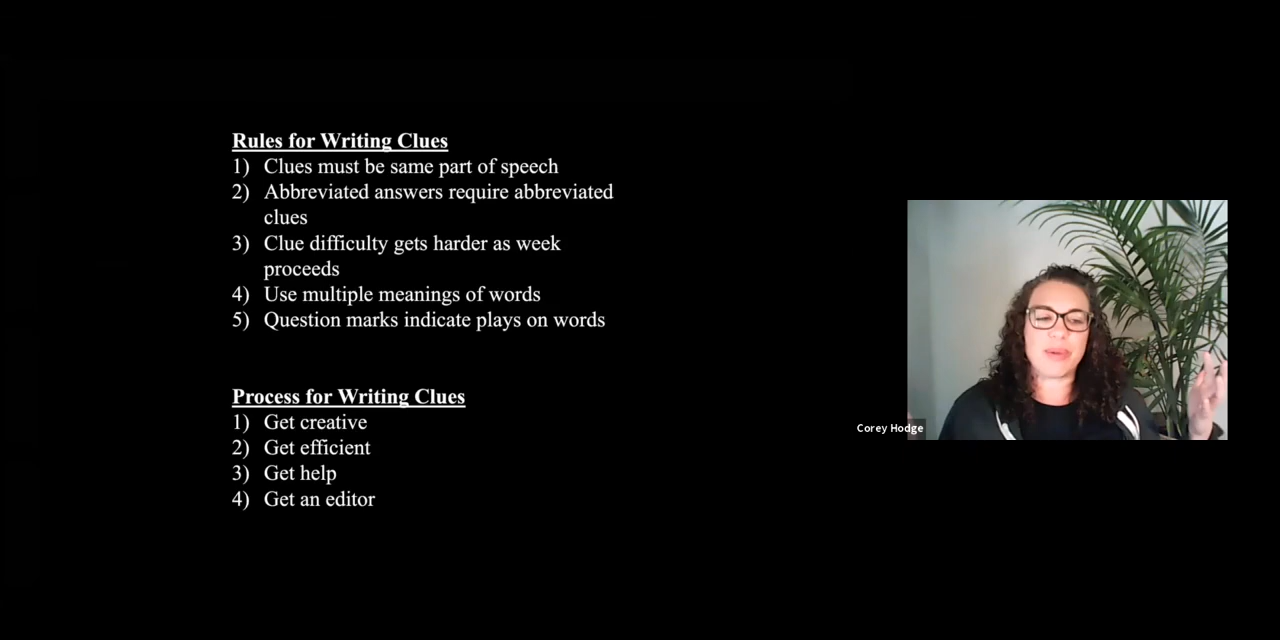 Rules for Writing Clues
1) Clues must be same part of speech
2) Abbreviated answers require abbreviated
clues
3) Clue difficulty gets harder as week
proceeds
4) Use multiple meanings of words
5) Question marks indicate plays on words
Process for Writing Clues
1) Get creative
2) Get efficient
3) Get help
4) Get an editor
Corey Hodge